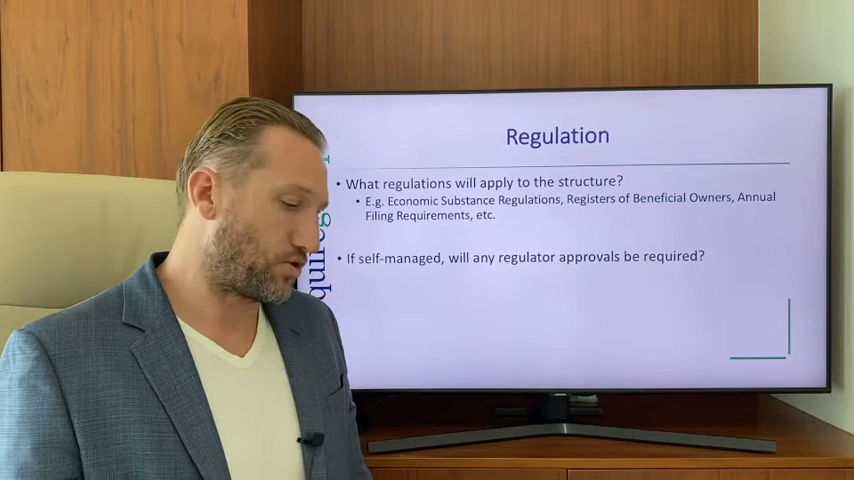 Regulation
• What regulations will apply to the structure?
• E.g. Economic Substance Regulations, Registers of Beneficial Owners, Annual
Filing Requirements, etc.
• If self-managed, will any regulator approvals be required?